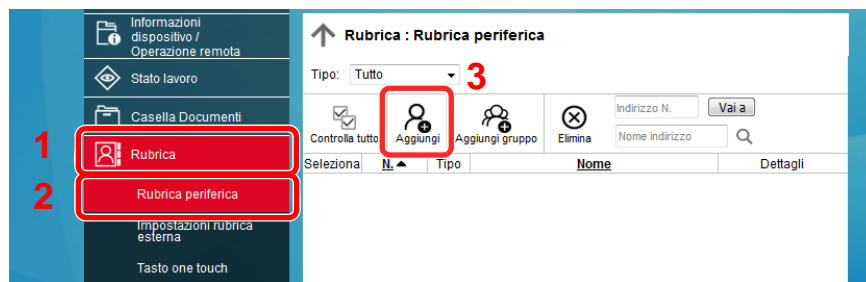 Informazioni
dispositivo /
Operazione remota
Stato lavoro
Casella Documenti
1
Rubrica
2
Rubrica periferica
Impostazioni rubrica
esterna
Tasto one touch
Rubrica : Rubrica periferica
Tipo: Tutto
3
Controlla tutto Aggiungi Aggiungi gruppo Elimina
Indirizzo N. Vai a
Nome indirizzo
Seleziona N. Tipo Nome Dettagli